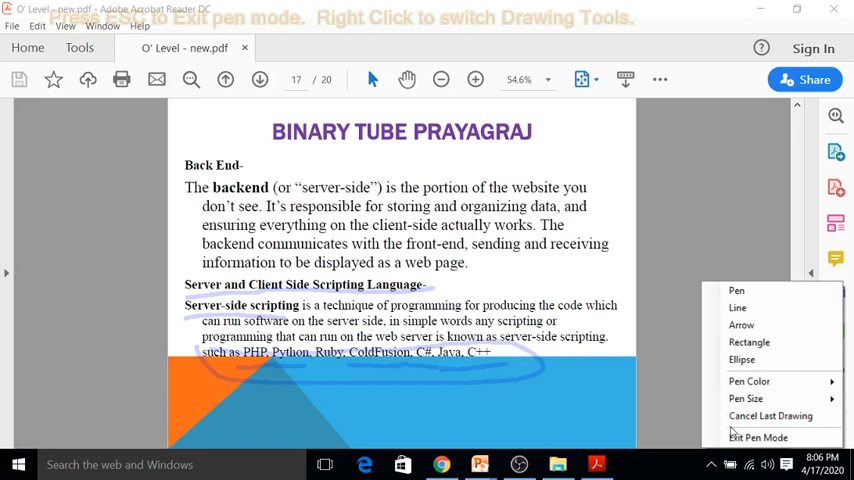 O' Level - new.pdf - Adobe Acrobat Reader DC
Press ESC to Exit pen mode. Right Click to switch Drawing Tools.
File Edit View Window Help
Home Tools O' Level - new.pdf × Sign In
17 / 20 54.6% Share
BINARY TUBE PRAYAGRAJ
Back End-
The backend (or “server-side”) is the portion of the website you
don’t see. It’s responsible for storing and organizing data, and
ensuring everything on the client-side actually works. The
backend communicates with the front-end, sending and receiving
information to be displayed as a web page.
Server and Client Side Scripting Language-
Server-side scripting is a technique of programming for producing the code which
can run software on the server side, in simple words any scripting or
programming that can run on the web server is known as server-side scripting.
such as PHP, Python, Ruby, ColdFusion, C#, Java, C++
Pen
Line
Arrow
Rectangle
Ellipse
Pen Color
Pen Size
Cancel Last Drawing
Exit Pen Mode
Search the web and Windows
8:06 PM
4/17/2020